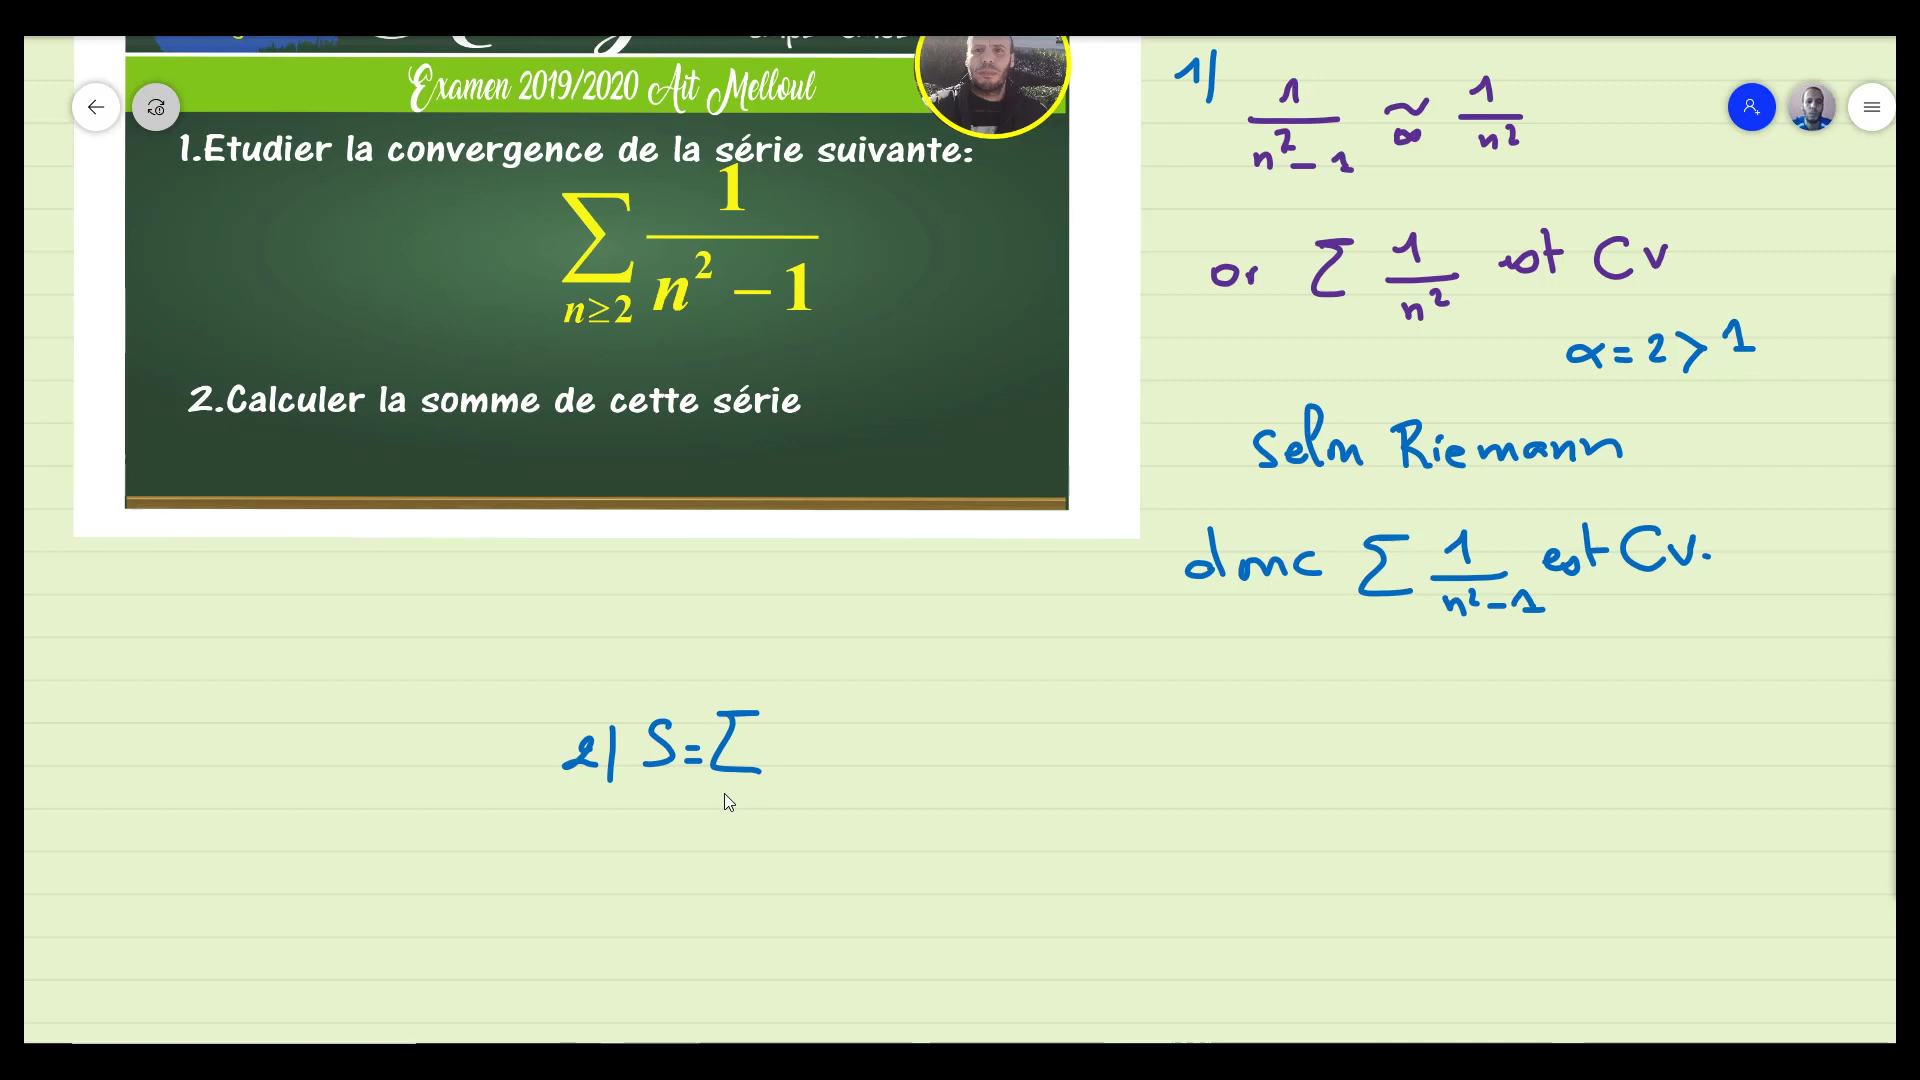 Examen 2019/2020 Ait Melloul
1.Etudier la convergence de la série suivante:
∑ n≥2 1/(n² − 1)
2.Calculer la somme de cette série
1/
1/(n² − 1) ~∞ 1/n²
or ∑ 1/n² est Cv
α = 2 > 1
Selon Riemann
donc ∑ 1/(n² − 1) est Cv.
2/ S = ∑